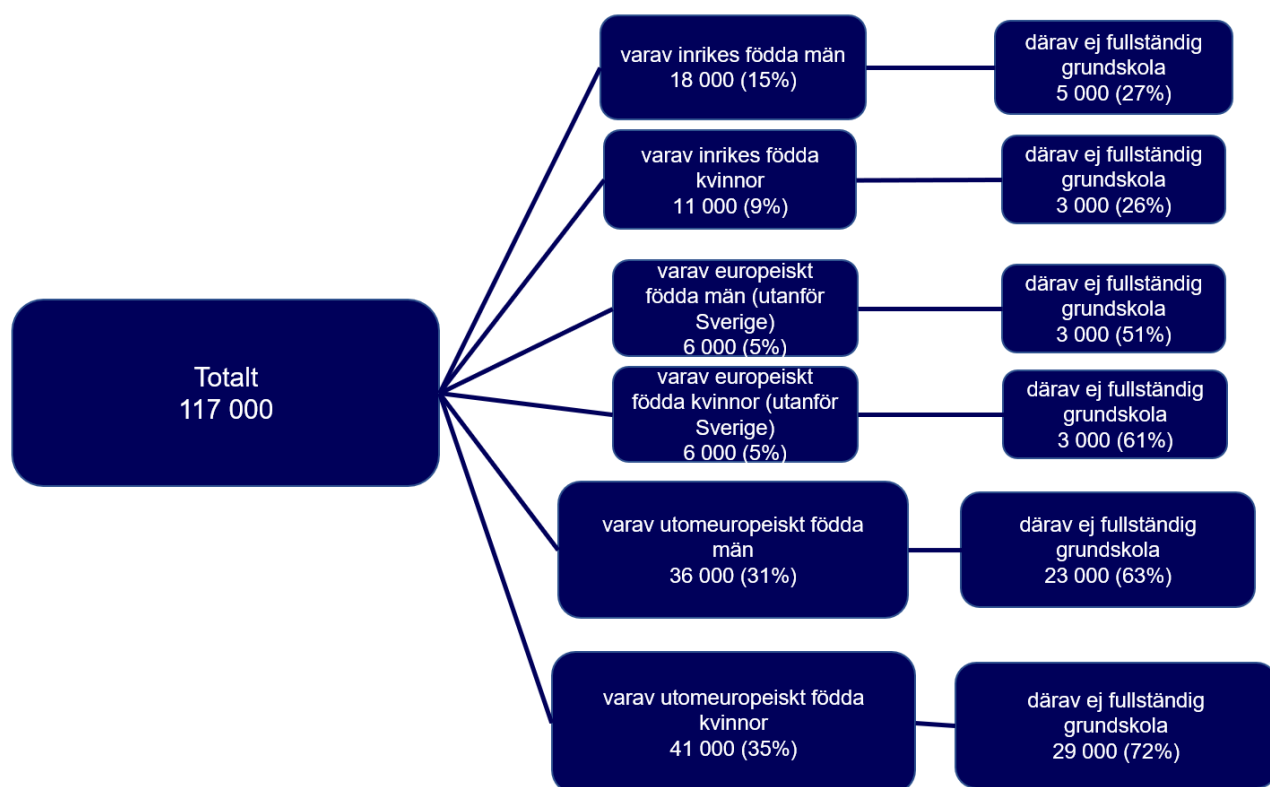 Totalt
117 000
varav inrikes födda män
18 000 (15%)
därav ej fullständig
grundskola
5 000 (27%)
varav inrikes födda
kvinnor
11 000 (9%)
därav ej fullständig
grundskola
3 000 (26%)
varav europeiskt
födda män (utanför
Sverige)
6 000 (5%)
därav ej fullständig
grundskola
3 000 (51%)
varav europeiskt
födda kvinnor (utanför
Sverige)
6 000 (5%)
därav ej fullständig
grundskola
3 000 (61%)
varav utomeuropeiskt födda
män
36 000 (31%)
därav ej fullständig
grundskola
23 000 (63%)
varav utomeuropeiskt födda
kvinnor
41 000 (35%)
därav ej fullständig
grundskola
29 000 (72%)